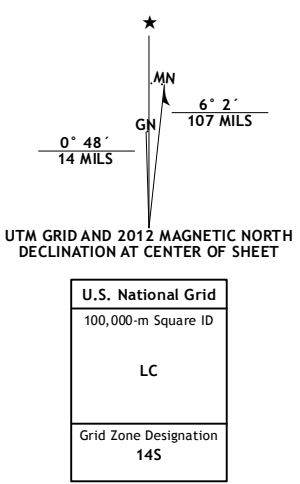 MN
GN
6° 2´
107 MILS
0° 48´
14 MILS
UTM GRID AND 2012 MAGNETIC NORTH
DECLINATION AT CENTER OF SHEET
U.S. National Grid
100,000-m Square ID
LC
Grid Zone Designation
14S